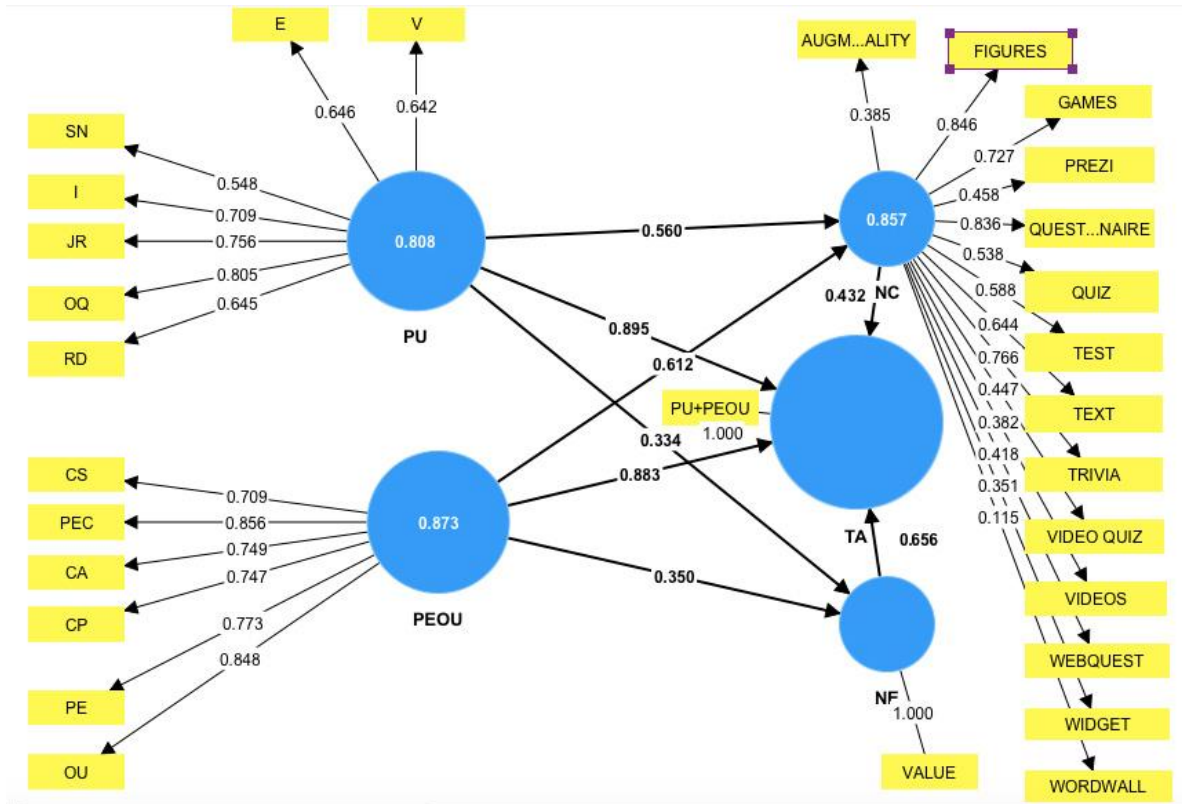 E
V
AUGM...ALITY
FIGURES
0.646
0.642
0.385
0.846
GAMES
SN
0.548
0.727
PREZI
I
0.709
0.458
JR
0.756
0.808
0.560
0.857
0.836
QUEST...NAIRE
OQ
0.805
0.538
QUIZ
RD
0.645
PU
0.432
NC
0.588
TEST
0.895
0.644
0.612
0.766
TEXT
PU+PEOU
1.000
0.447
0.334
0.382
TRIVIA
CS
0.709
0.883
0.418
PEC
0.856
0.873
0.351
0.115
CA
0.749
TA
0.656
VIDEO QUIZ
CP
0.747
0.350
VIDEOS
PEOU
0.773
0.848
WEBQUEST
PE
NF
1.000
WIDGET
OU
VALUE
WORDWALL